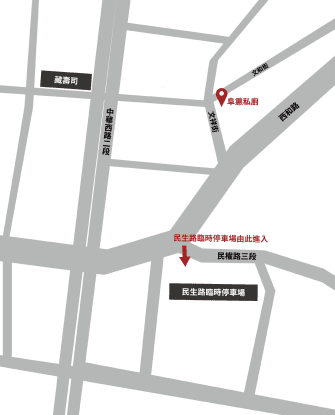 文和街
藏壽司
阜戀私廚
西和路
文祥街
中華西路二段
民生路臨時停車場由此進入
民權路三段
民生路臨時停車場